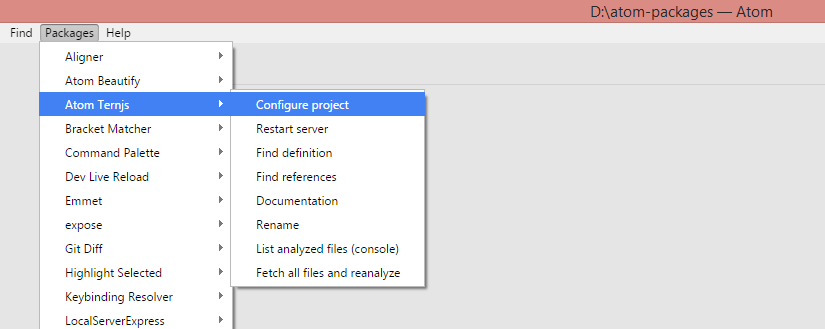 D:\atom-packages — Atom
Find Packages Help
Aligner
Atom Beautify
Atom Ternjs
Bracket Matcher
Command Palette
Dev Live Reload
Emmet
expose
Git Diff
Highlight Selected
Keybinding Resolver
LocalServerExpress
Configure project
Restart server
Find definition
Find references
Documentation
Rename
List analyzed files (console)
Fetch all files and reanalyze